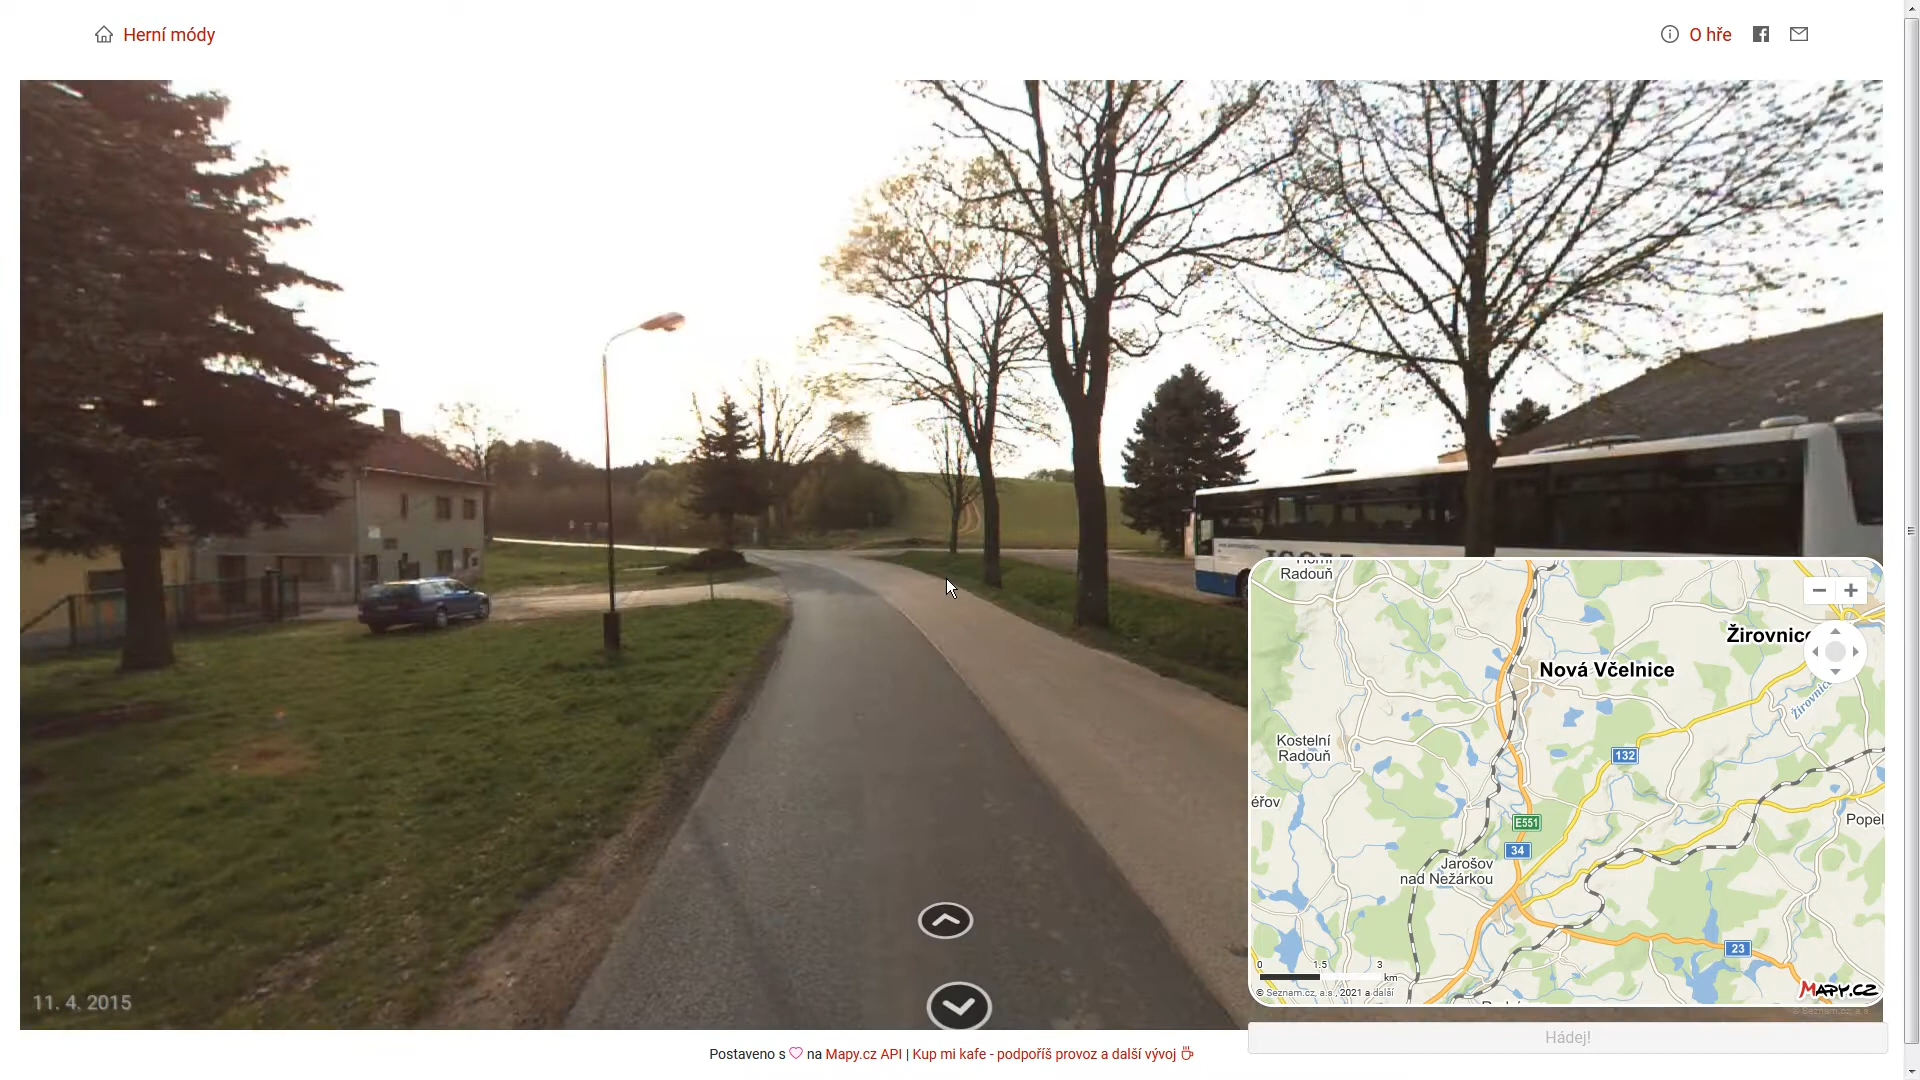 Herní módy
O hře
Radouň
Žirovnice
Nová Včelnice
Žirovnice
Kostelní
Radouň
132
éřov
E551
Popel
34
Jarošov
nad Nežárkou
23
0 1.5 3
km
© Seznam.cz, a.s., 2021 a další
Mapy.cz
11. 4. 2015
Hádej!
Postaveno s ♡ na Mapy.cz API | Kup mi kafe - podpoříš provoz a další vývoj